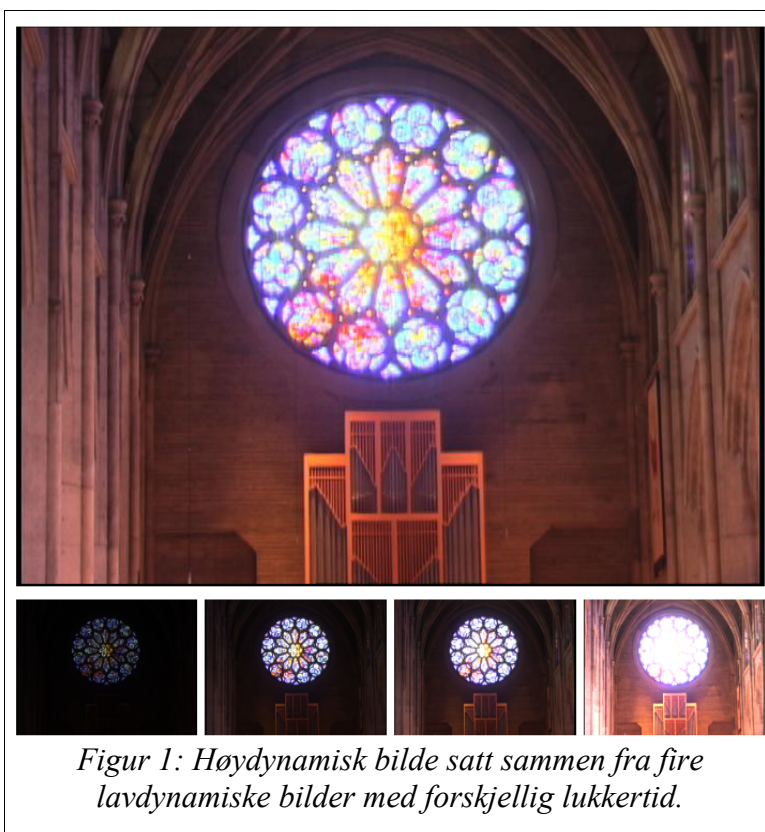 Figur 1: Høydynamisk bilde satt sammen fra fire
lavdynamiske bilder med forskjellig lukkertid.